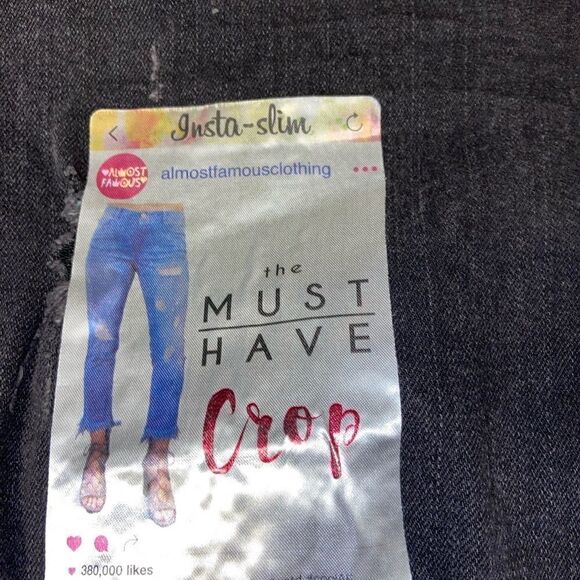 Insta-slim
ALMOST
FAMOUS
almostfamousclothing
the
MUST
HAVE
Crop
380,000 likes